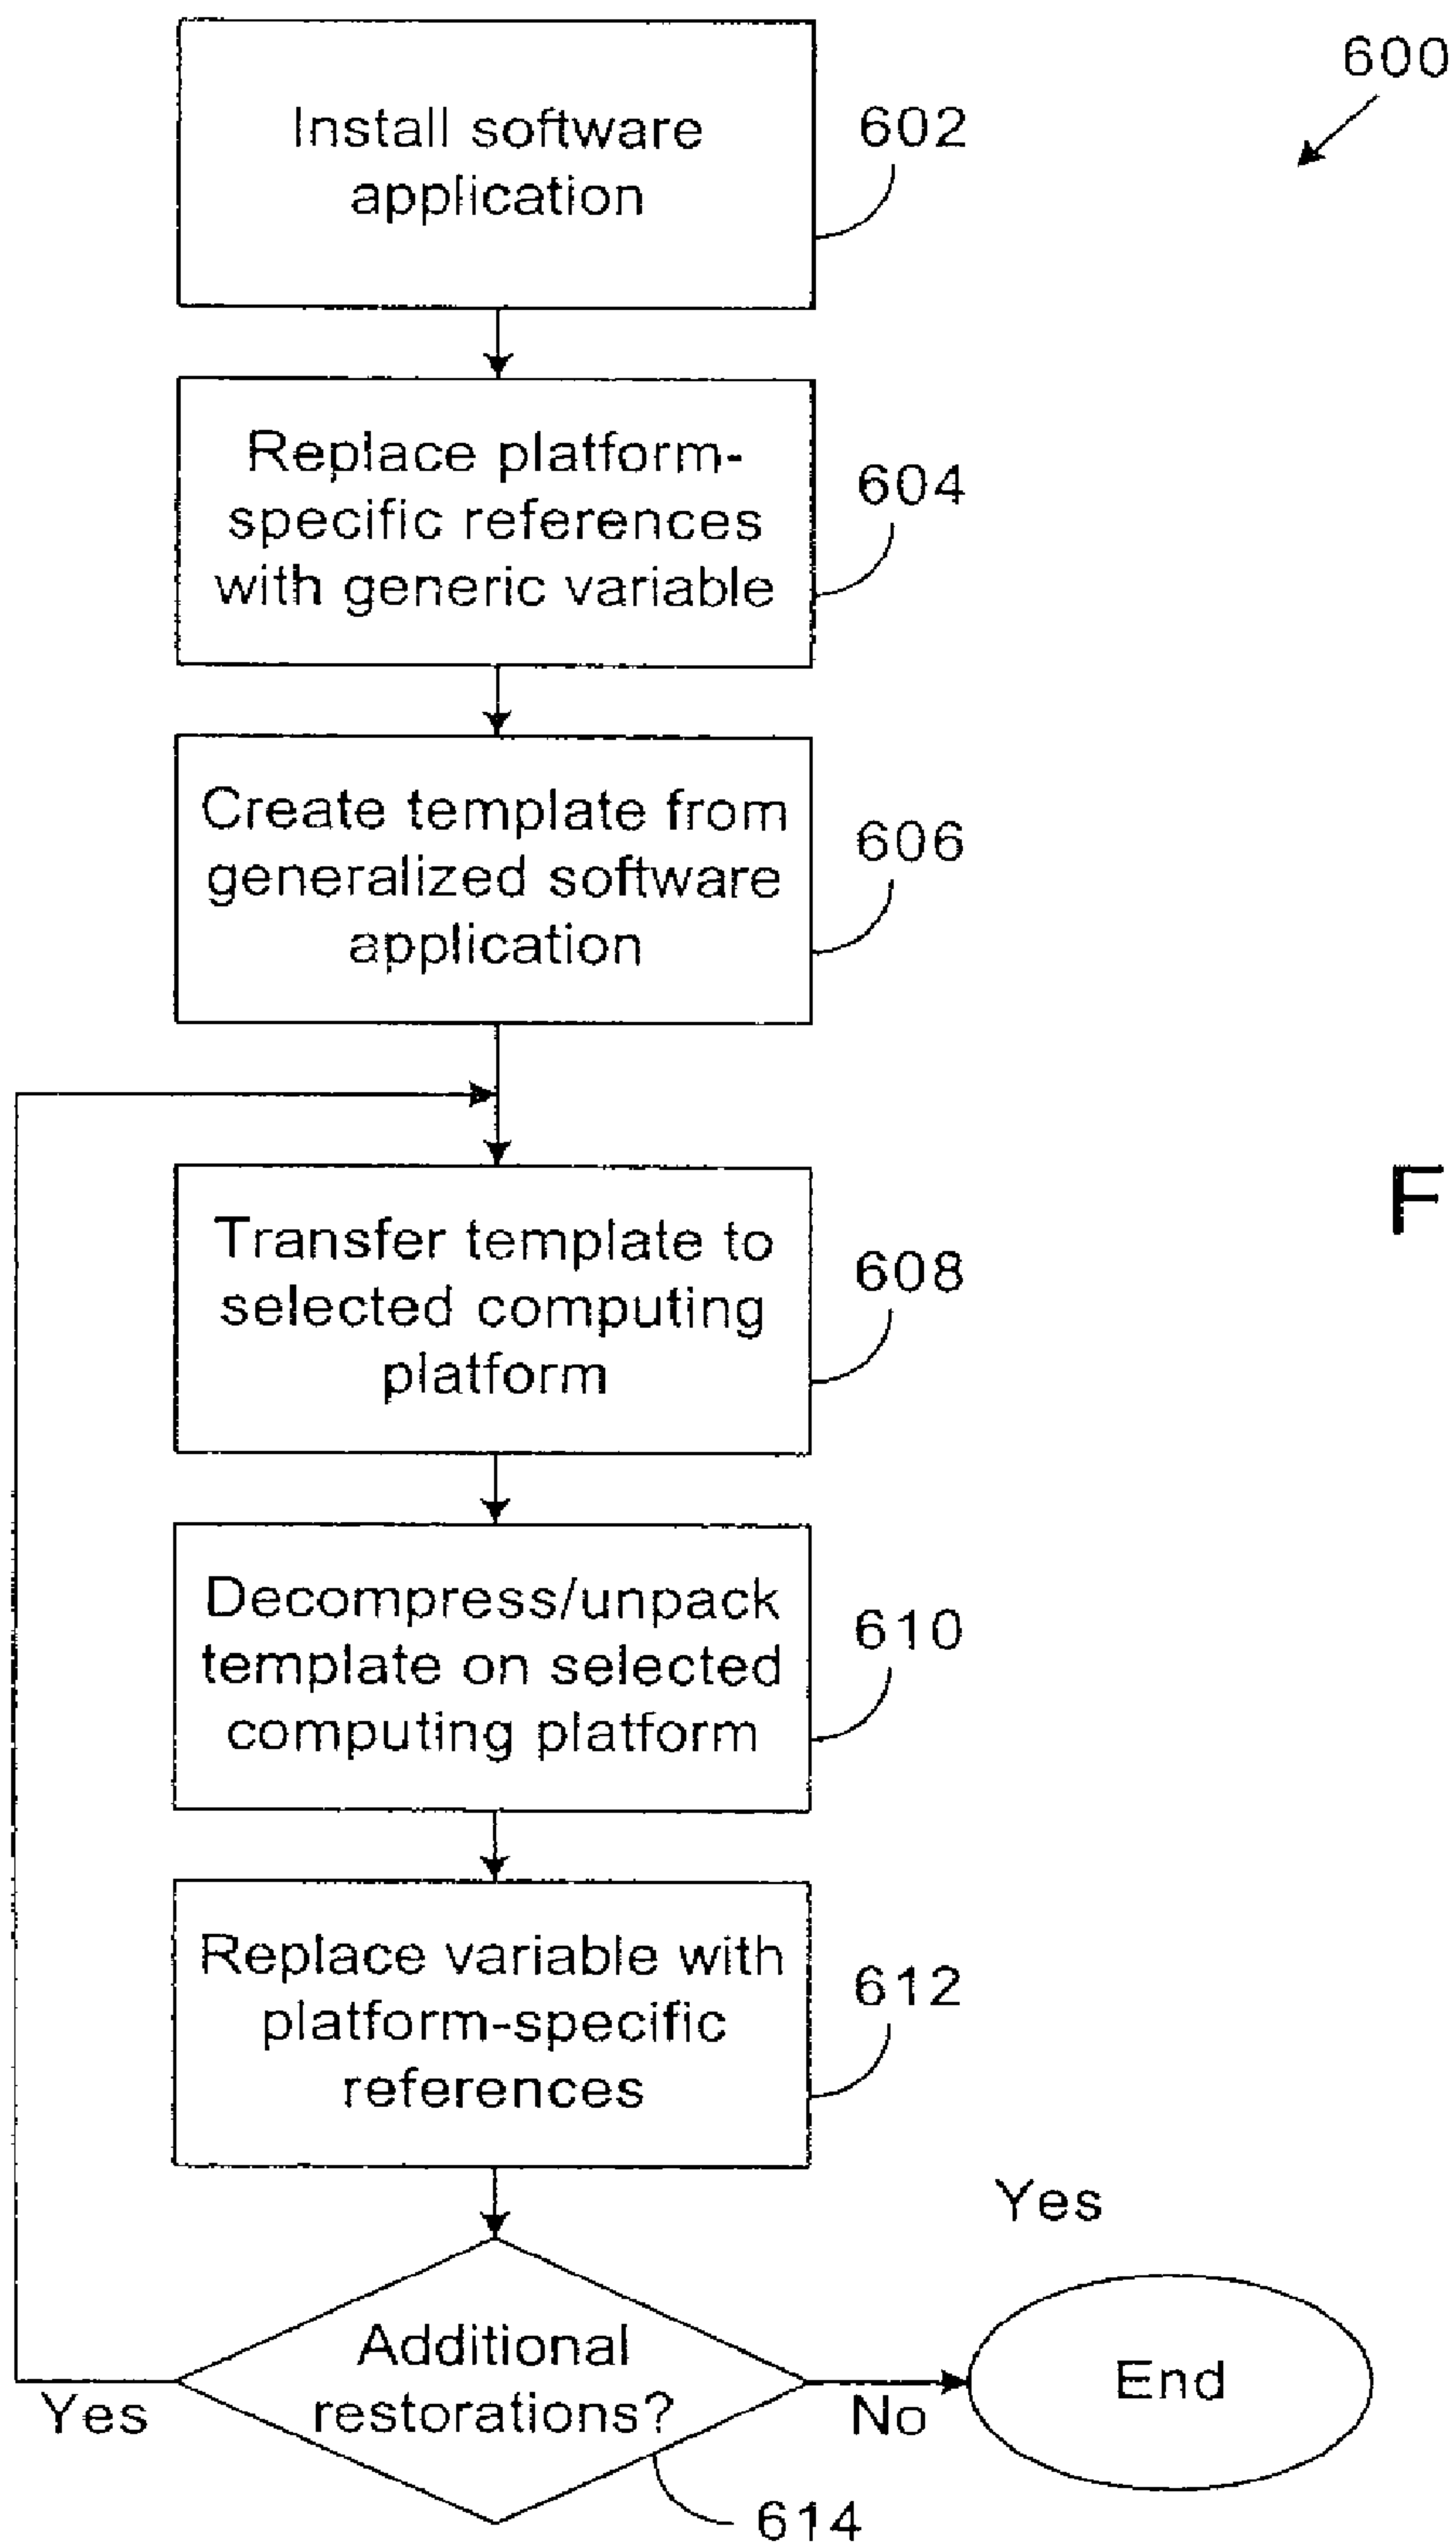 600
Install software
application
602
Replace platform-
specific references
with generic variable
604
Create template from
generalized software
application
606
Transfer template to
selected computing
platform
608
F
Decompress/unpack
template on selected
computing platform
610
Replace variable with
platform-specific
references
612
Yes
Additional
restorations?
Yes
No
End
614